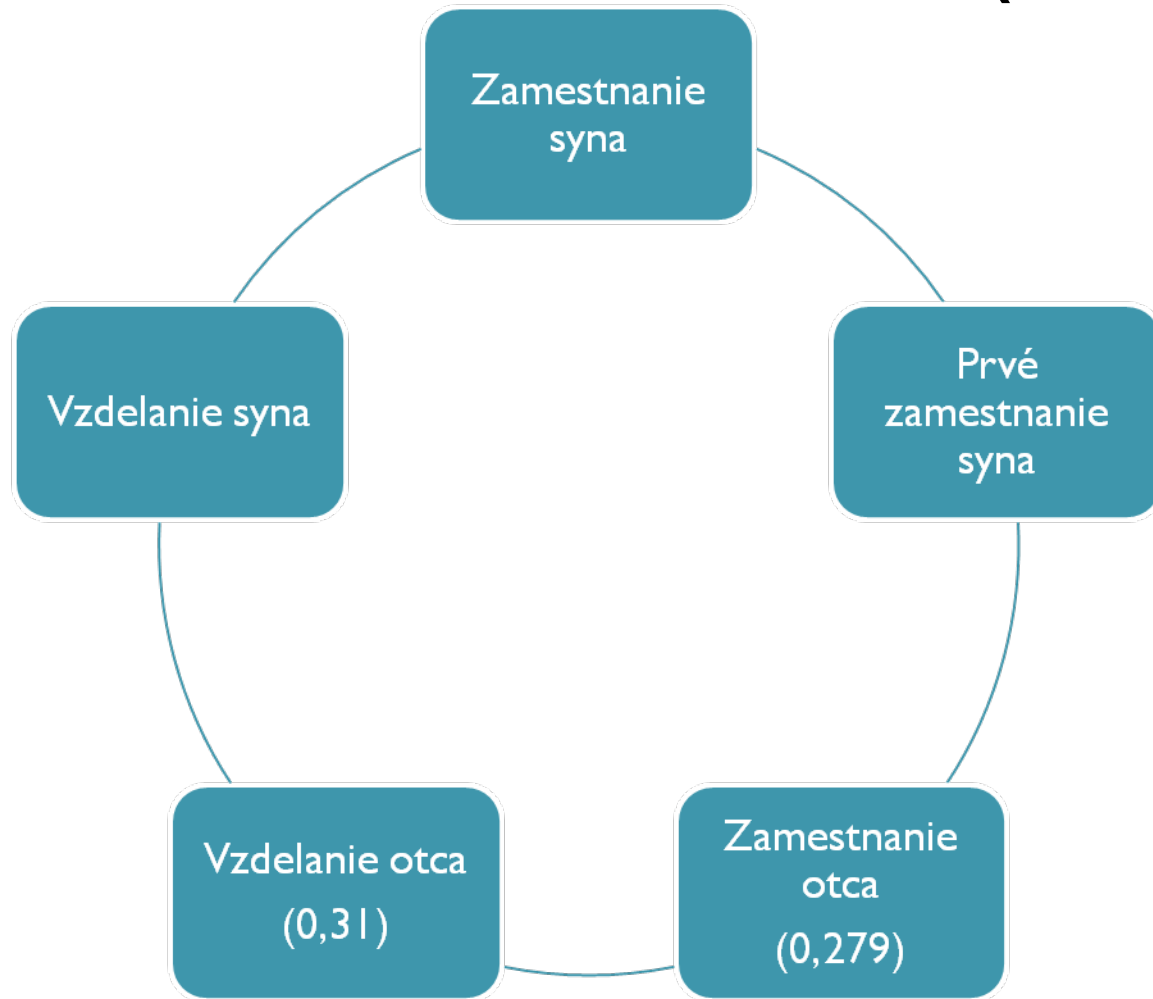 Zamestnanie
syna
Prvé
zamestnanie
syna
Zamestnanie
otca
(0,279)
Vzdelanie otca
(0,31)
Vzdelanie syna